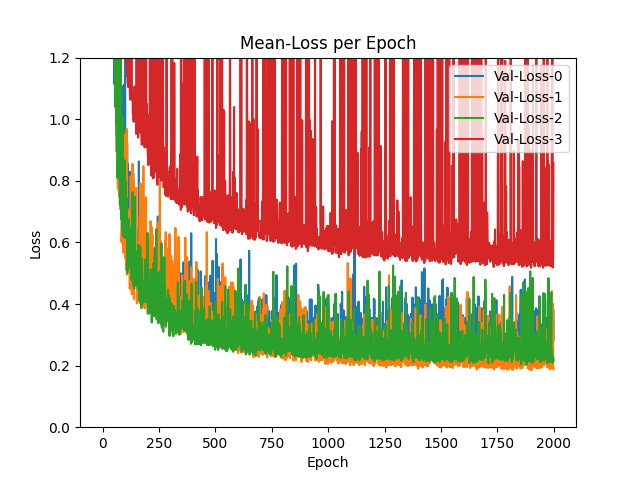 Mean-Loss per Epoch
Loss
1.2
1.0
0.8
0.6
0.4
0.2
0.0
Val-Loss-0
Val-Loss-1
Val-Loss-2
Val-Loss-3
0 250 500 750 1000 1250 1500 1750 2000
Epoch